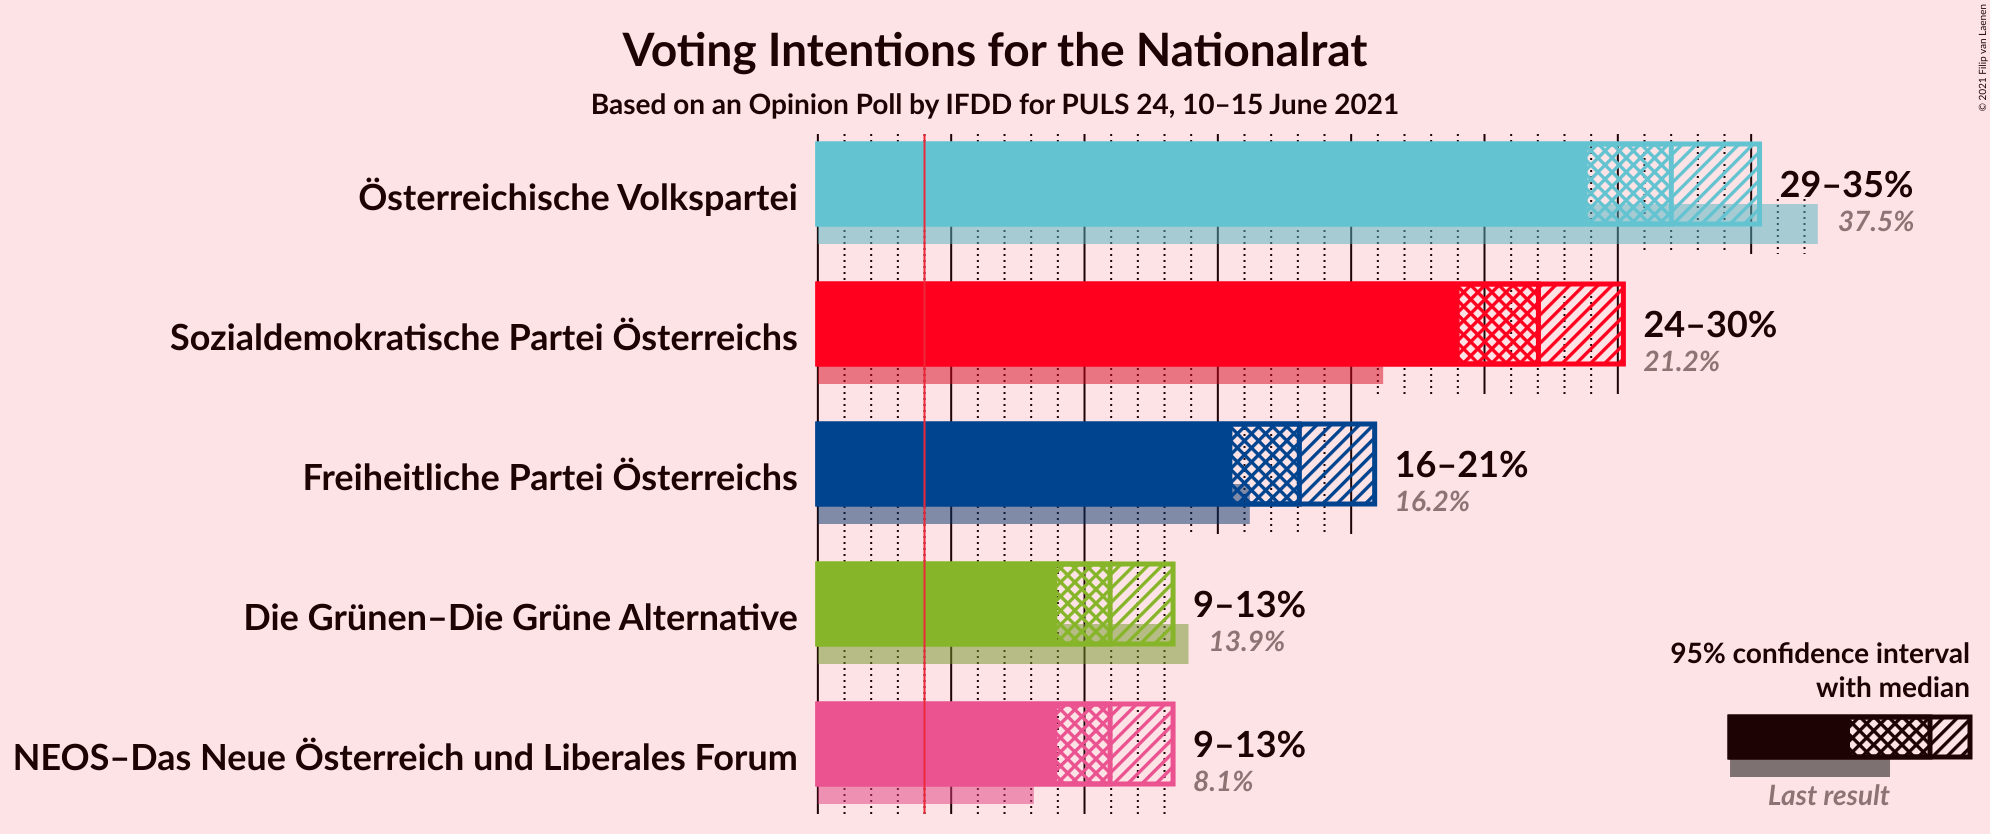 Voting Intentions for the Nationalrat
Based on an Opinion Poll by IFDD for PULS 24, 10–15 June 2021
© 2021 Filip van Laenen
Österreichische Volkspartei
29–35%
37.5%
Sozialdemokratische Partei Österreichs
24–30%
21.2%
Freiheitliche Partei Österreichs
16–21%
16.2%
Die Grünen–Die Grüne Alternative
9–13%
13.9%
NEOS–Das Neue Österreich und Liberales Forum
9–13%
8.1%
95% confidence interval
with median
Last result